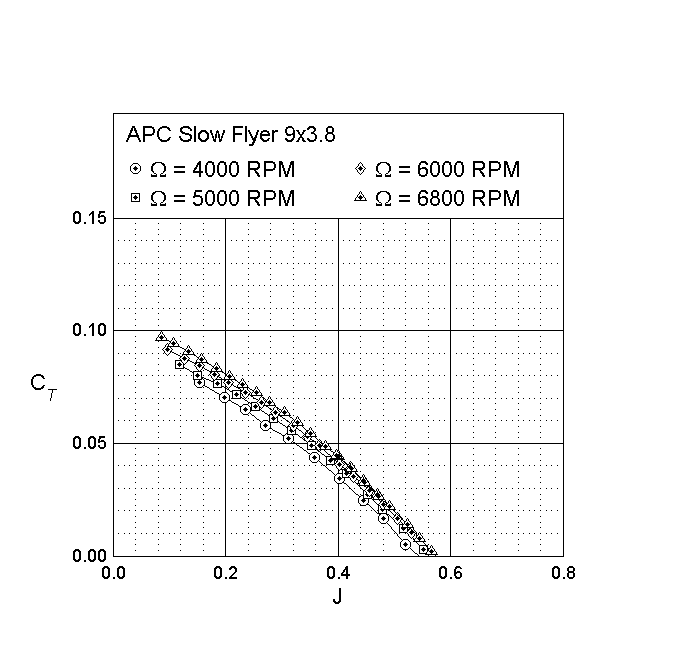 APC Slow Flyer 9x3.8
Ω = 4000 RPM
Ω = 6000 RPM
Ω = 5000 RPM
Ω = 6800 RPM
0.15
0.10
C_T
0.05
0.00
0.0 0.2 0.4 0.6 0.8
J